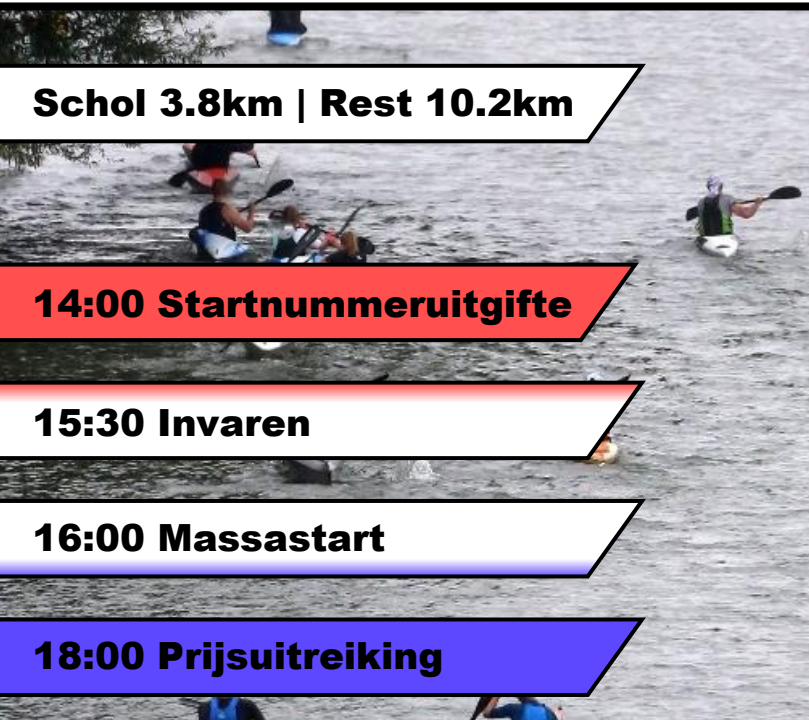 Schol 3.8km | Rest 10.2km
14:00 Startnummeruitgifte
15:30 Invaren
16:00 Massastart
18:00 Prijsuitreiking